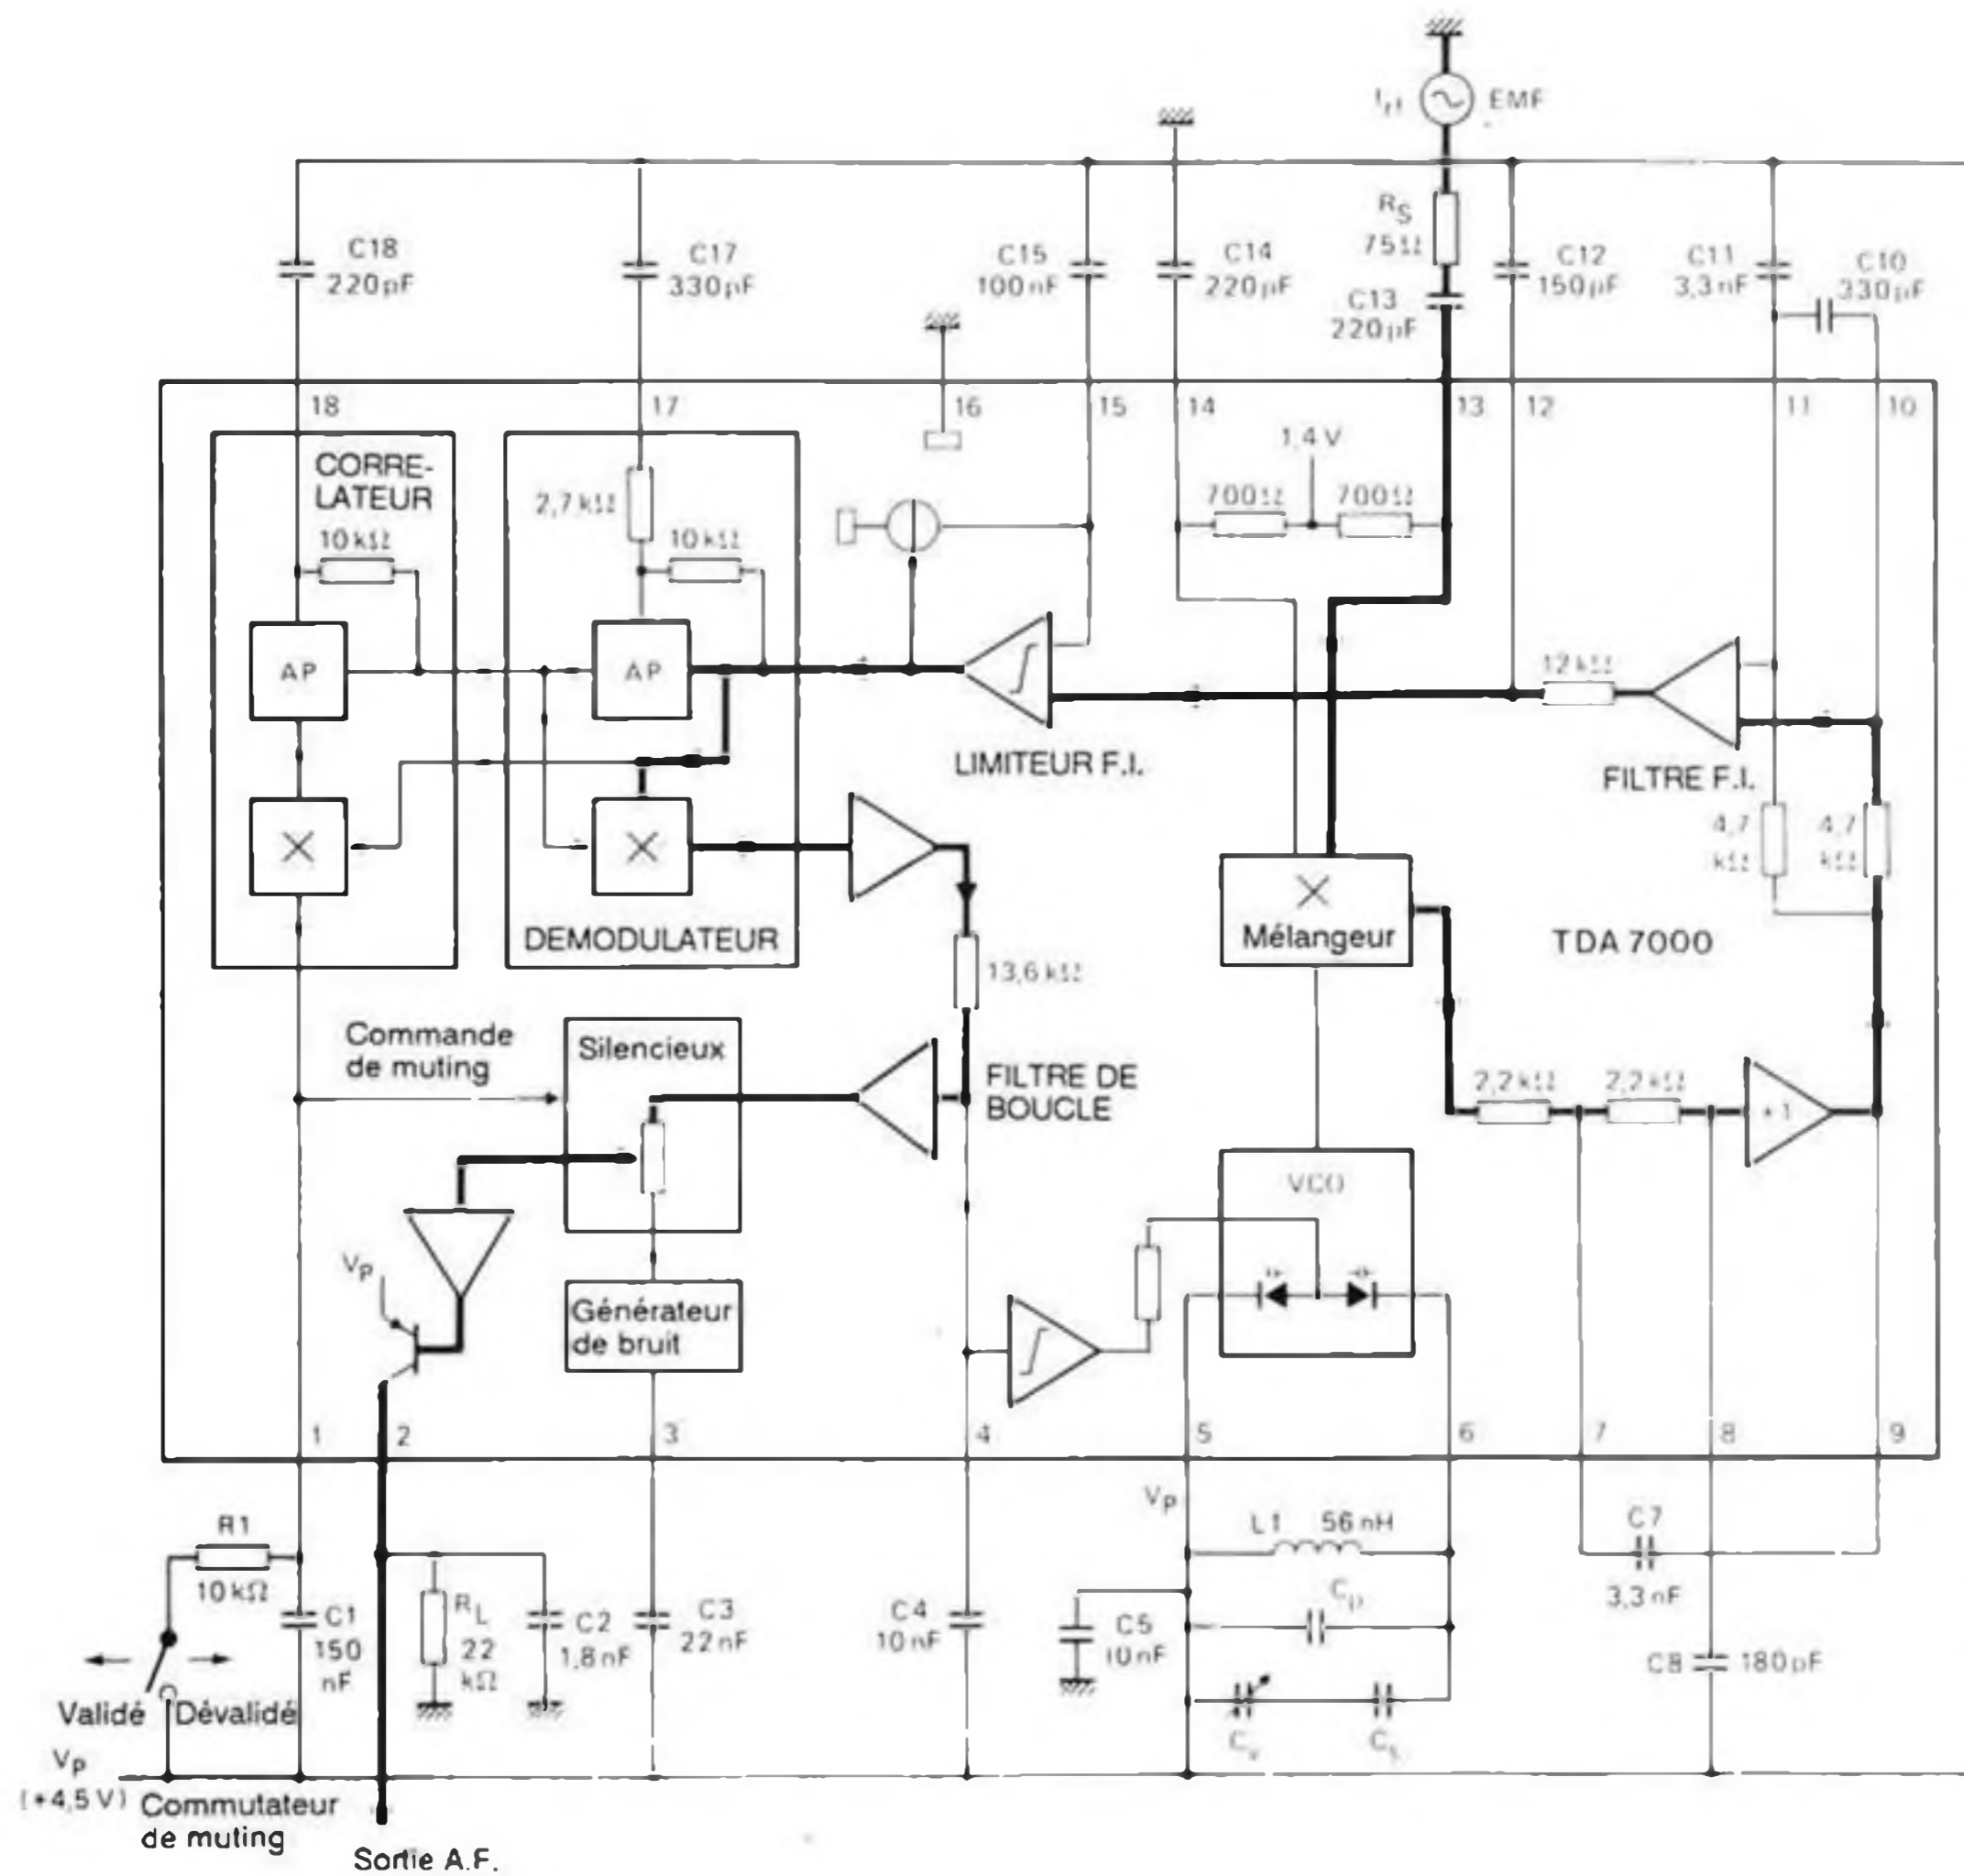 EMF
R_S
75Ω
C18
220pF
C17
330pF
C15
100nF
C14
220pF
C13
220pF
C12
150pF
C11
3,3nF
C10
330pF
18
17
16
15
14
13
12
11
10
CORRE-
LATEUR
10kΩ
2,7kΩ
10kΩ
1,4V
700Ω
700Ω
AP
AP
12kΩ
LIMITEUR F.I.
FILTRE F.I.
4,7
kΩ
4,7
kΩ
DEMODULATEUR
Mélangeur
TDA 7000
13,6kΩ
Commande
de muting
Silencieux
FILTRE DE
BOUCLE
2,2kΩ
2,2kΩ
+1
VCO
V_P
Générateur
de bruit
1
2
3
4
5
6
7
8
9
V_P
L1 56nH
R1
10kΩ
C1
150
nF
R_L
22
kΩ
C2
1,8nF
C3
22nF
C4
10nF
C5
10nF
C_p
C_v
C_s
C7
3,3nF
C8 180pF
Validé Dévalidé
V_P
(+4,5V)
Commutateur
de muting
Sortie A.F.